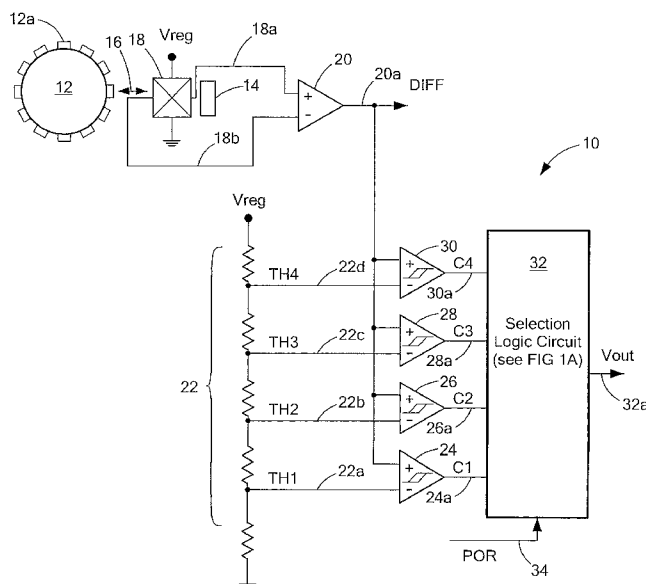 12a
16
18
Vreg
18a
20
20a
DIFF
12
14
18b
10
Vreg
30
C4
32
TH4
22d
30a
28
C3
Selection
Logic Circuit
(see FIG 1A)
TH3
22c
28a
Vout
22
26
C2
32a
TH2
22b
26a
24
C1
TH1
22a
24a
POR
34